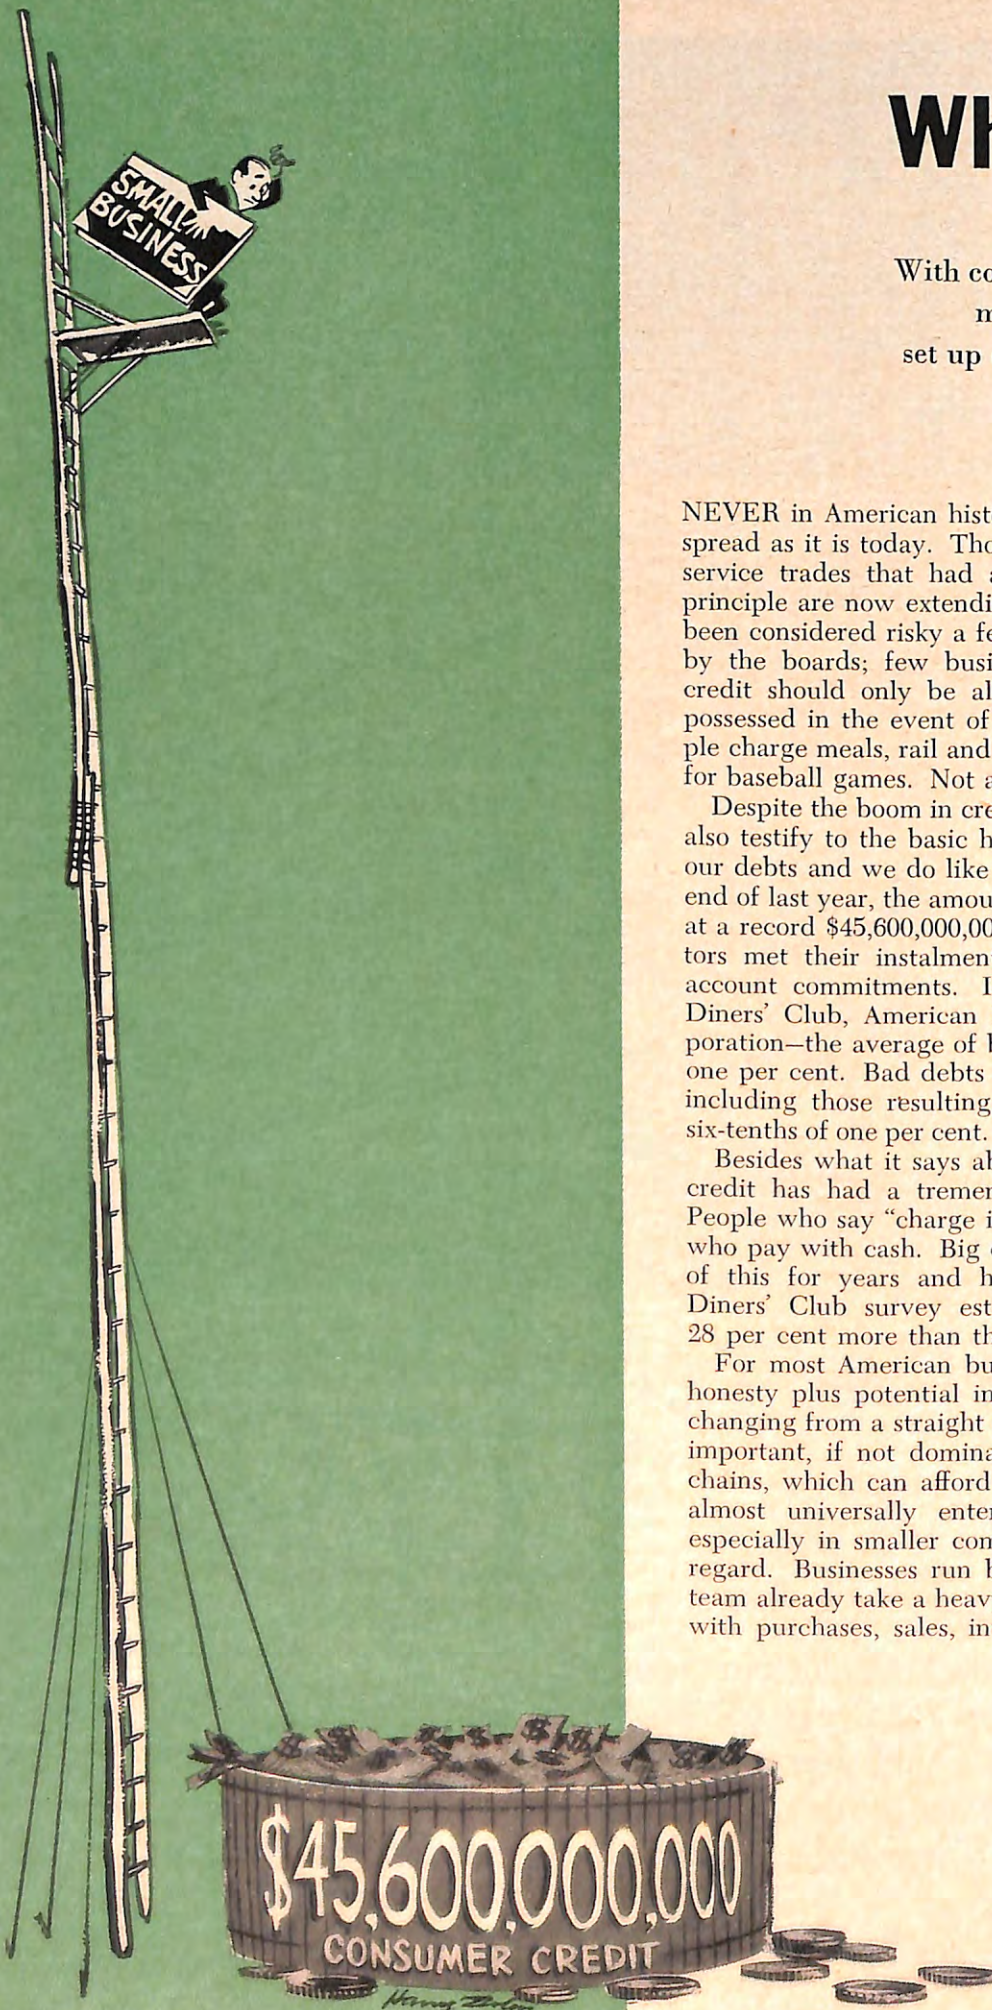 SMALL
BUSINESS
Wh
With co
m
set up
NEVER in American hist
spread as it is today. Tho
service trades that had a
principle are now extendi
been considered risky a fe
by the boards; few busi
credit should only be al
possessed in the event of
ple charge meals, rail and
for baseball games. Not a
Despite the boom in cre
also testify to the basic h
our debts and we do like
end of last year, the amou
at a record $45,600,000,00
tors met their instalmen
account commitments. I
Diners' Club, American
poration—the average of b
one per cent. Bad debts
including those resulting
six-tenths of one per cent.
Besides what it says ab
credit has had a tremen
People who say “charge i
who pay with cash. Big
of this for years and h
Diners' Club survey est
28 per cent more than th
For most American bu
honesty plus potential in
changing from a straight
important, if not domina
chains, which can afford
almost universally enter
especially in smaller com
regard. Businesses run b
team already take a heav
with purchases, sales, in
$45,600,000,000
CONSUMER CREDIT